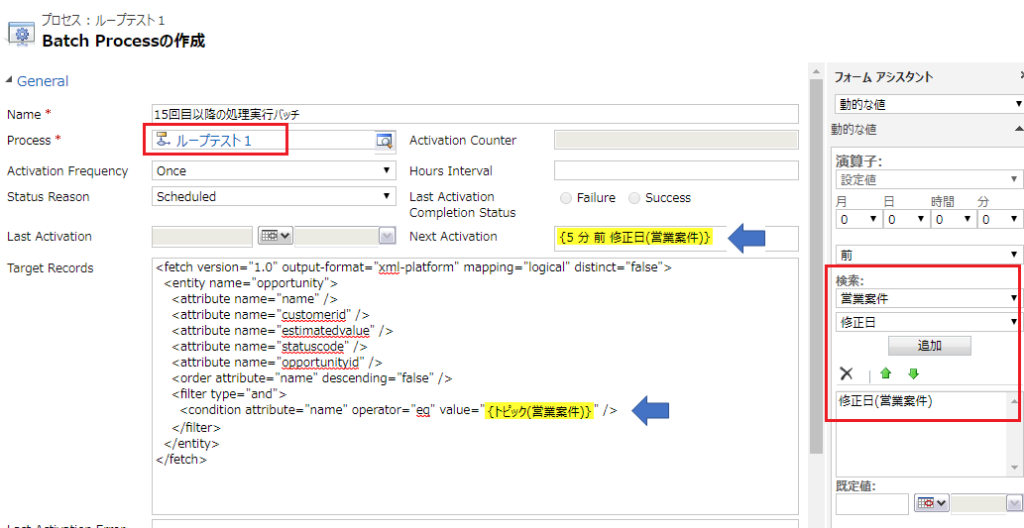 プロセス : ループテスト1
Batch Processの作成
General
Name *
15回目以降の処理実行バッチ
Process *
ループテスト1
Activation Counter
Activation Frequency
Once
Hours Interval
Status Reason
Scheduled
Last Activation Completion Status
Failure
Success
Last Activation
Next Activation
{5 分 前 修正日(営業案件)}
Target Records
<fetch version="1.0" output-format="xml-platform" mapping="logical" distinct="false">
<entity name="opportunity">
<attribute name="name" />
<attribute name="customerid" />
<attribute name="estimatedvalue" />
<attribute name="statuscode" />
<attribute name="opportunityid" />
<order attribute="name" descending="false" />
<filter type="and">
<condition attribute="name" operator="eq" value="{トピック(営業案件)}" />
</filter>
</entity>
</fetch>
フォーム アシスタント
動的な値
動的な値
演算子:
設定値
月 日 時間 分
0 0 0 0
前
検索:
営業案件
修正日
追加
修正日(営業案件)
既定値: